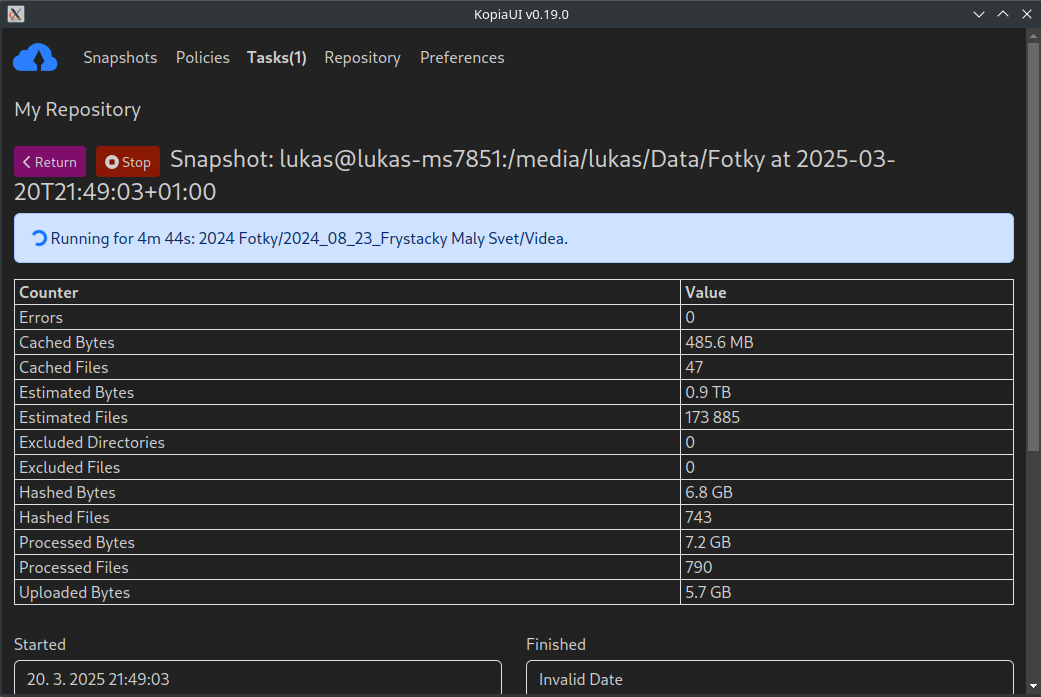 KopiaUI v0.19.0
Snapshots Policies Tasks(1) Repository Preferences
My Repository
Return Stop Snapshot: lukas@lukas-ms7851:/media/lukas/Data/Fotky at 2025-03-
20T21:49:03+01:00
Running for 4m 44s: 2024 Fotky/2024_08_23_Frystacky Maly Svet/Videa.
Counter Value
Errors 0
Cached Bytes 485.6 MB
Cached Files 47
Estimated Bytes 0.9 TB
Estimated Files 173 885
Excluded Directories 0
Excluded Files 0
Hashed Bytes 6.8 GB
Hashed Files 743
Processed Bytes 7.2 GB
Processed Files 790
Uploaded Bytes 5.7 GB
Started Finished
20. 3. 2025 21:49:03 Invalid Date